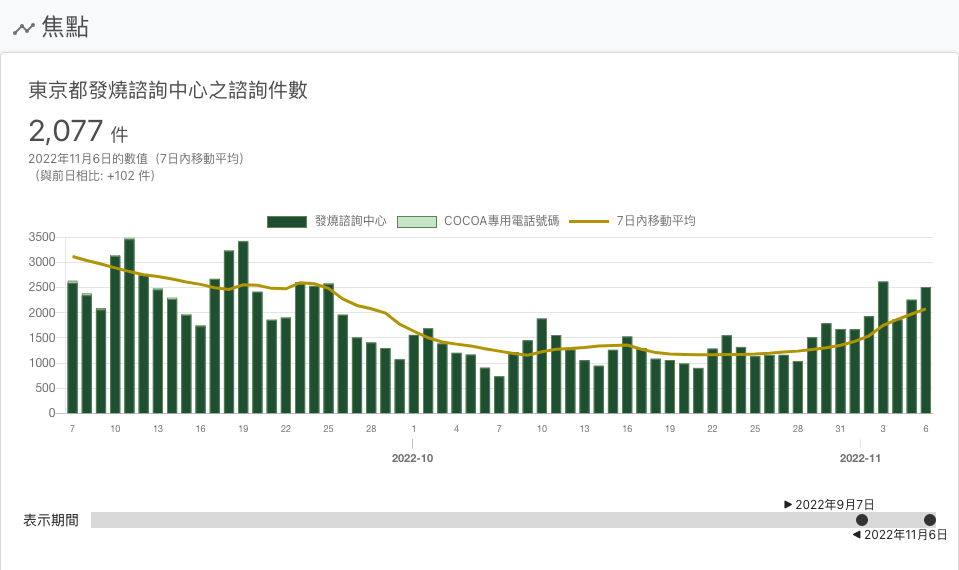 焦點
東京都發燒諮詢中心之諮詢件數
2,077 件
2022年11月6日的數值（7日內移動平均）
（與前日相比: +102 件）
發燒諮詢中心 COCOA專用電話號碼 7日內移動平均
3500
3000
2500
2000
1500
1000
500
0
7 10 13 16 19 22 25 28 1 4 7 10 13 16 19 22 25 28 31 3 6
2022-10 2022-11
▶ 2022年9月7日
表示期間
◀ 2022年11月6日